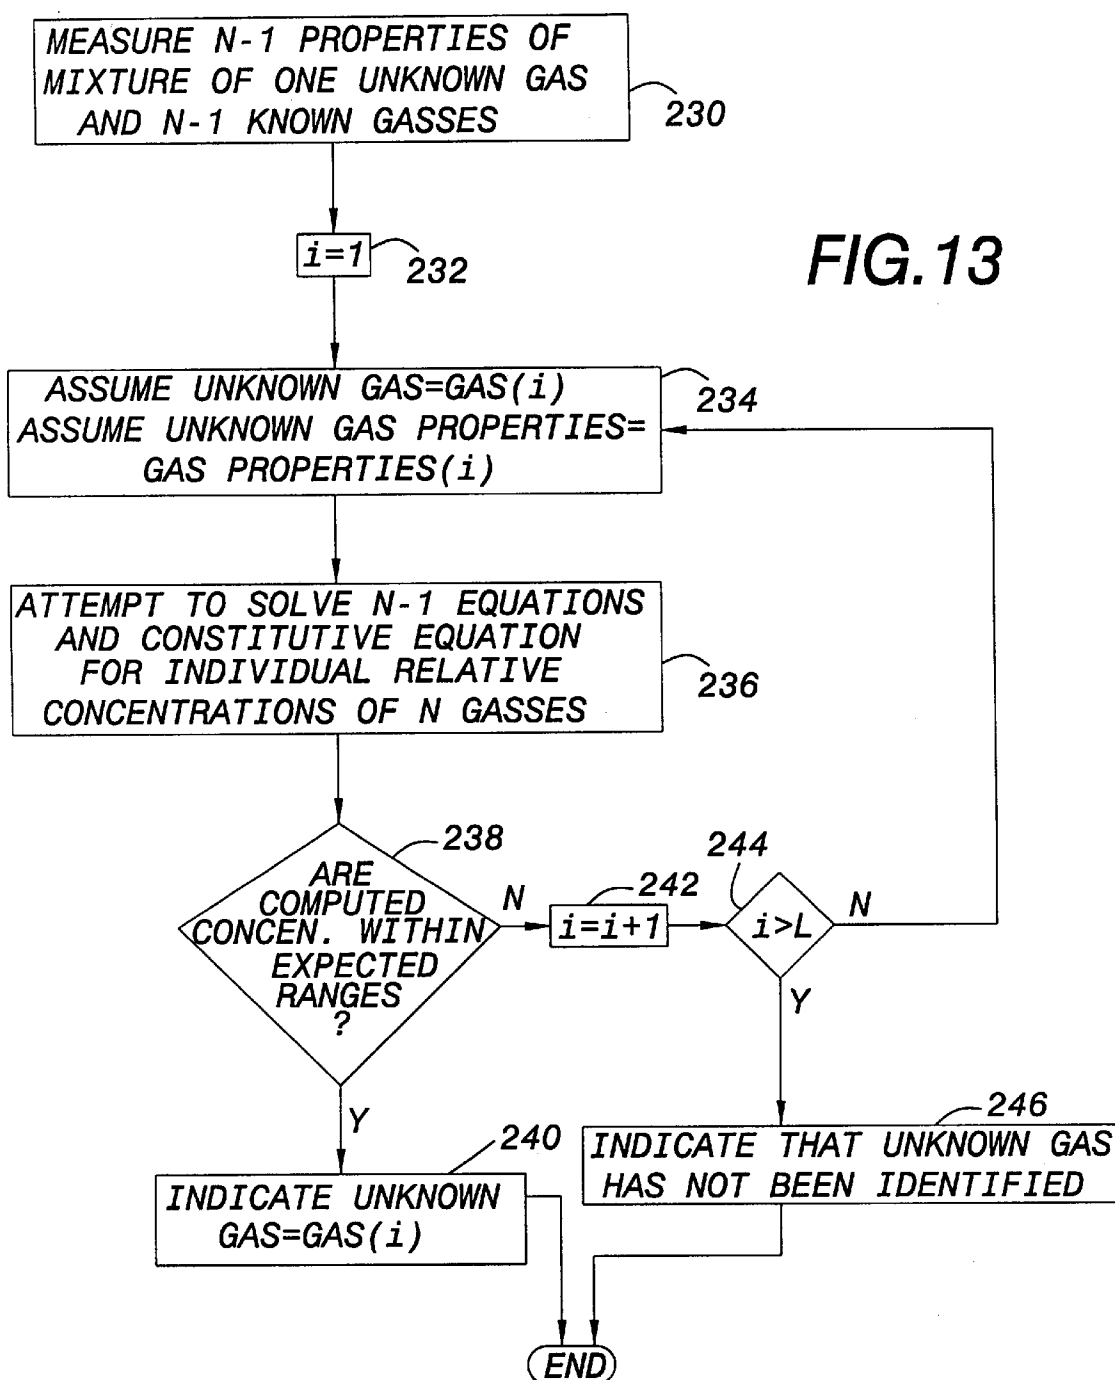 MEASURE N-1 PROPERTIES OF
MIXTURE OF ONE UNKNOWN GAS
AND N-1 KNOWN GASSES
230
i=1
232
FIG.13
ASSUME UNKNOWN GAS=GAS(i)
ASSUME UNKNOWN GAS PROPERTIES=
GAS PROPERTIES(i)
234
ATTEMPT TO SOLVE N-1 EQUATIONS
AND CONSTITUTIVE EQUATION
FOR INDIVIDUAL RELATIVE
CONCENTRATIONS OF N GASSES
236
ARE
COMPUTED
CONCEN. WITHIN
EXPECTED
RANGES
?
238
N
i=i+1
242
i>L
244
N
Y
Y
INDICATE UNKNOWN
GAS=GAS(i)
240
INDICATE THAT UNKNOWN GAS
HAS NOT BEEN IDENTIFIED
246
END